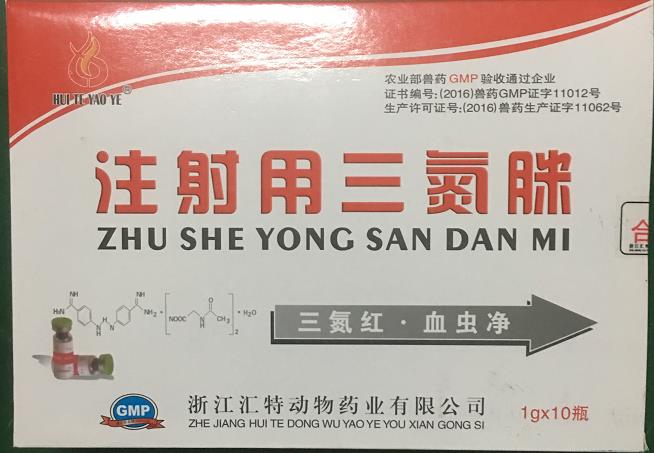 HUI TE YAO YE®
农业部兽药 GMP 验收通过企业
证书编号:(2016)兽药GMP证字11012号
生产许可证号:(2016)兽药生产证字11062号
注射用三氮脒
ZHU SHE YONG SAN DAN MI
合
三氮红·血虫净
GMP
浙江汇特动物药业有限公司
ZHE JIANG HUI TE DONG WU YAO YE YOU XIAN GONG SI
1gx10瓶